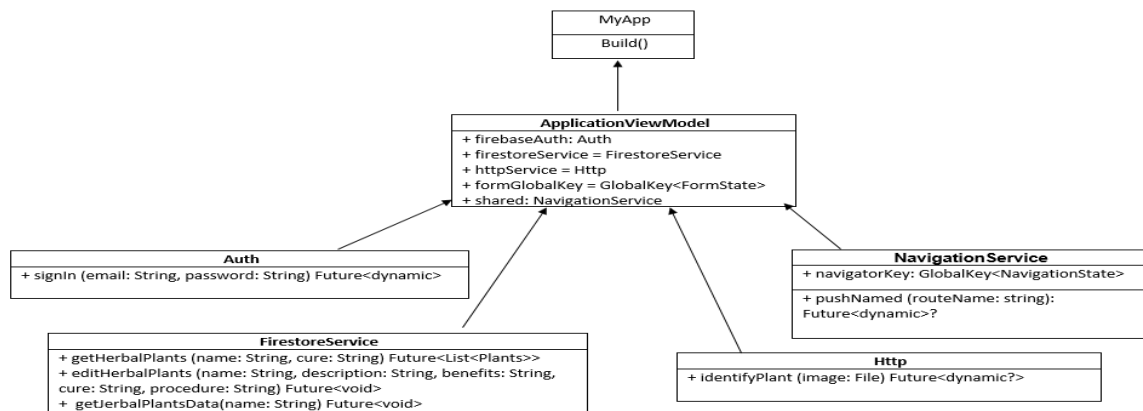 MyApp
Build()
ApplicationViewModel
+ firebaseAuth: Auth
+ firestoreService = FirestoreService
+ httpService = Http
+ formGlobalKey = GlobalKey<FormState>
+ shared: NavigationService
Auth
+ signIn (email: String, password: String) Future<dynamic>
NavigationService
+ navigatorKey: GlobalKey<NavigationState>
+ pushNamed (routeName: string):
Future<dynamic>?
FirestoreService
+ getHerbalPlants (name: String, cure: String) Future<List<Plants>>
+ editHerbalPlants (name: String, description: String, benefits: String,
cure: String, procedure: String) Future<void>
+ getJerbalPlantsData(name: String) Future<void>
Http
+ identifyPlant (image: File) Future<dynamic?>